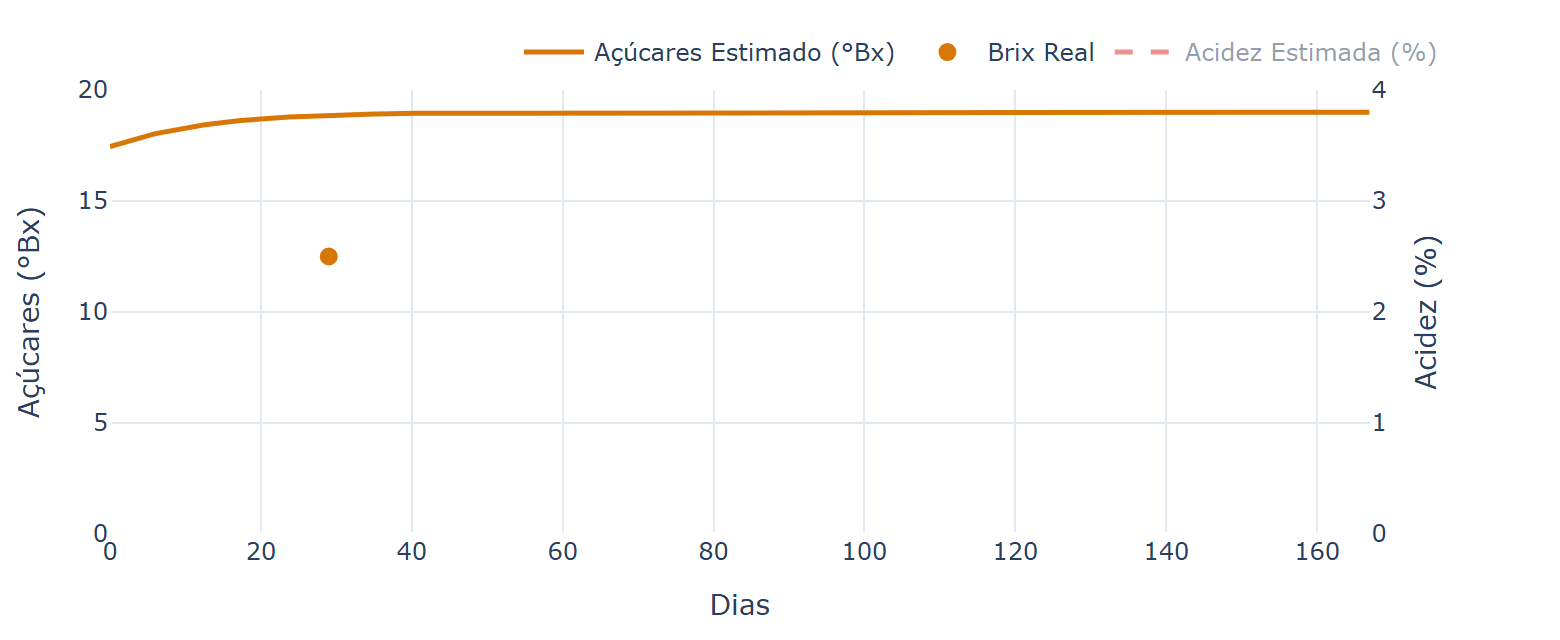 Açúcares Estimado (°Bx) Brix Real Acidez Estimada (%)
20 4
15 3
10 2
5 1
0 0
0 20 40 60 80 100 120 140 160
Açúcares (°Bx)
Acidez (%)
Dias